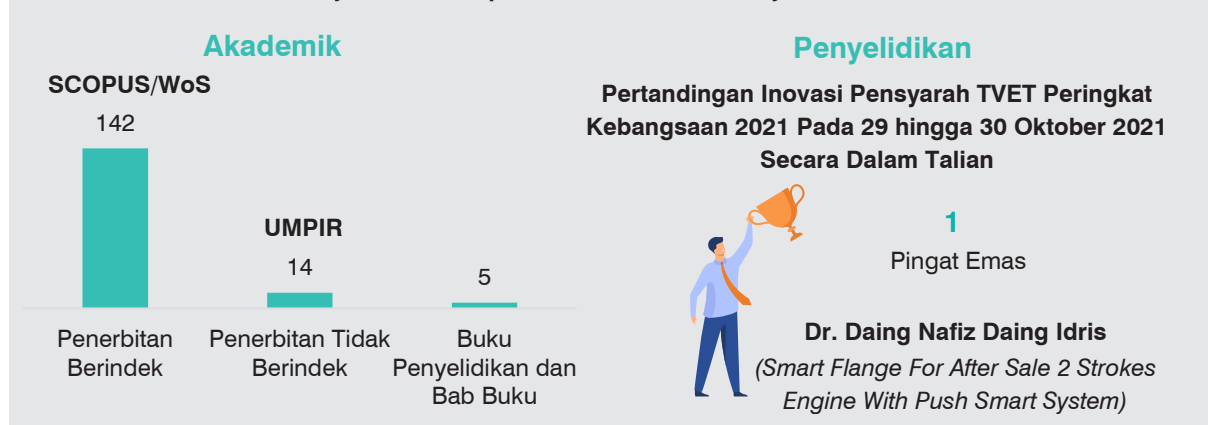 Akademik
SCOPUS/WoS
142
UMPIR
14
5
Penerbitan
Berindek
Penerbitan Tidak
Berindek
Buku
Penyelidikan dan
Bab Buku
Penyelidikan
Pertandingan Inovasi Pensyarah TVET Peringkat
Kebangsaan 2021 Pada 29 hingga 30 Oktober 2021
Secara Dalam Talian
1
Pingat Emas
Dr. Daing Nafiz Daing Idris
(Smart Flange For After Sale 2 Strokes
Engine With Push Smart System)